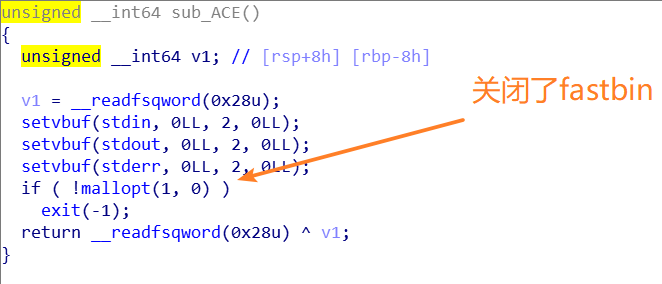 unsigned __int64 sub_ACE()
{
  unsigned __int64 v1; // [rsp+8h] [rbp-8h]

  v1 = __readfsqword(0x28u);
  setvbuf(stdin, 0LL, 2, 0LL);
  setvbuf(stdout, 0LL, 2, 0LL);
  setvbuf(stderr, 0LL, 2, 0LL);
  if ( !mallopt(1, 0) )
    exit(-1);
  return __readfsqword(0x28u) ^ v1;
}
关闭了fastbin